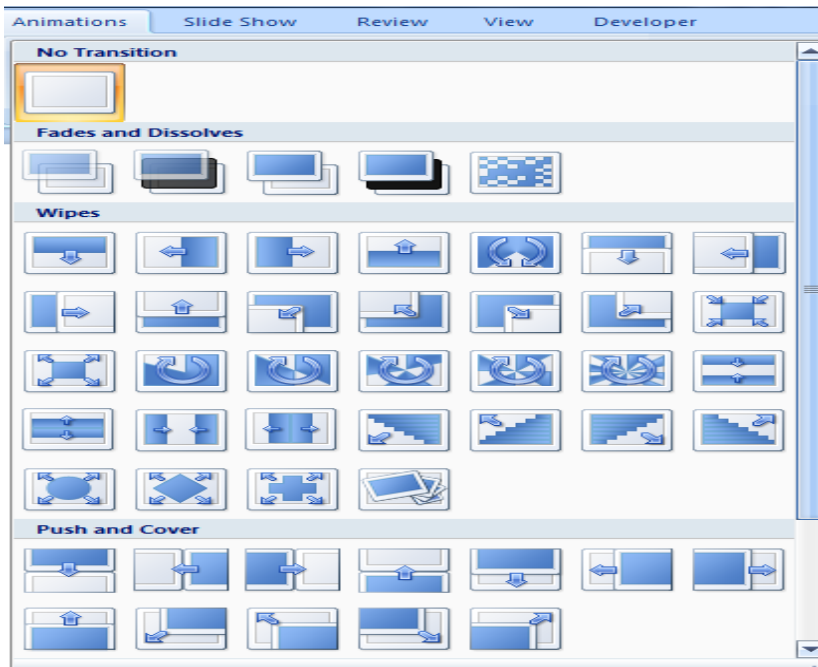 Animations Slide Show Review View Developer
No Transition
Fades and Dissolves
Wipes
Push and Cover